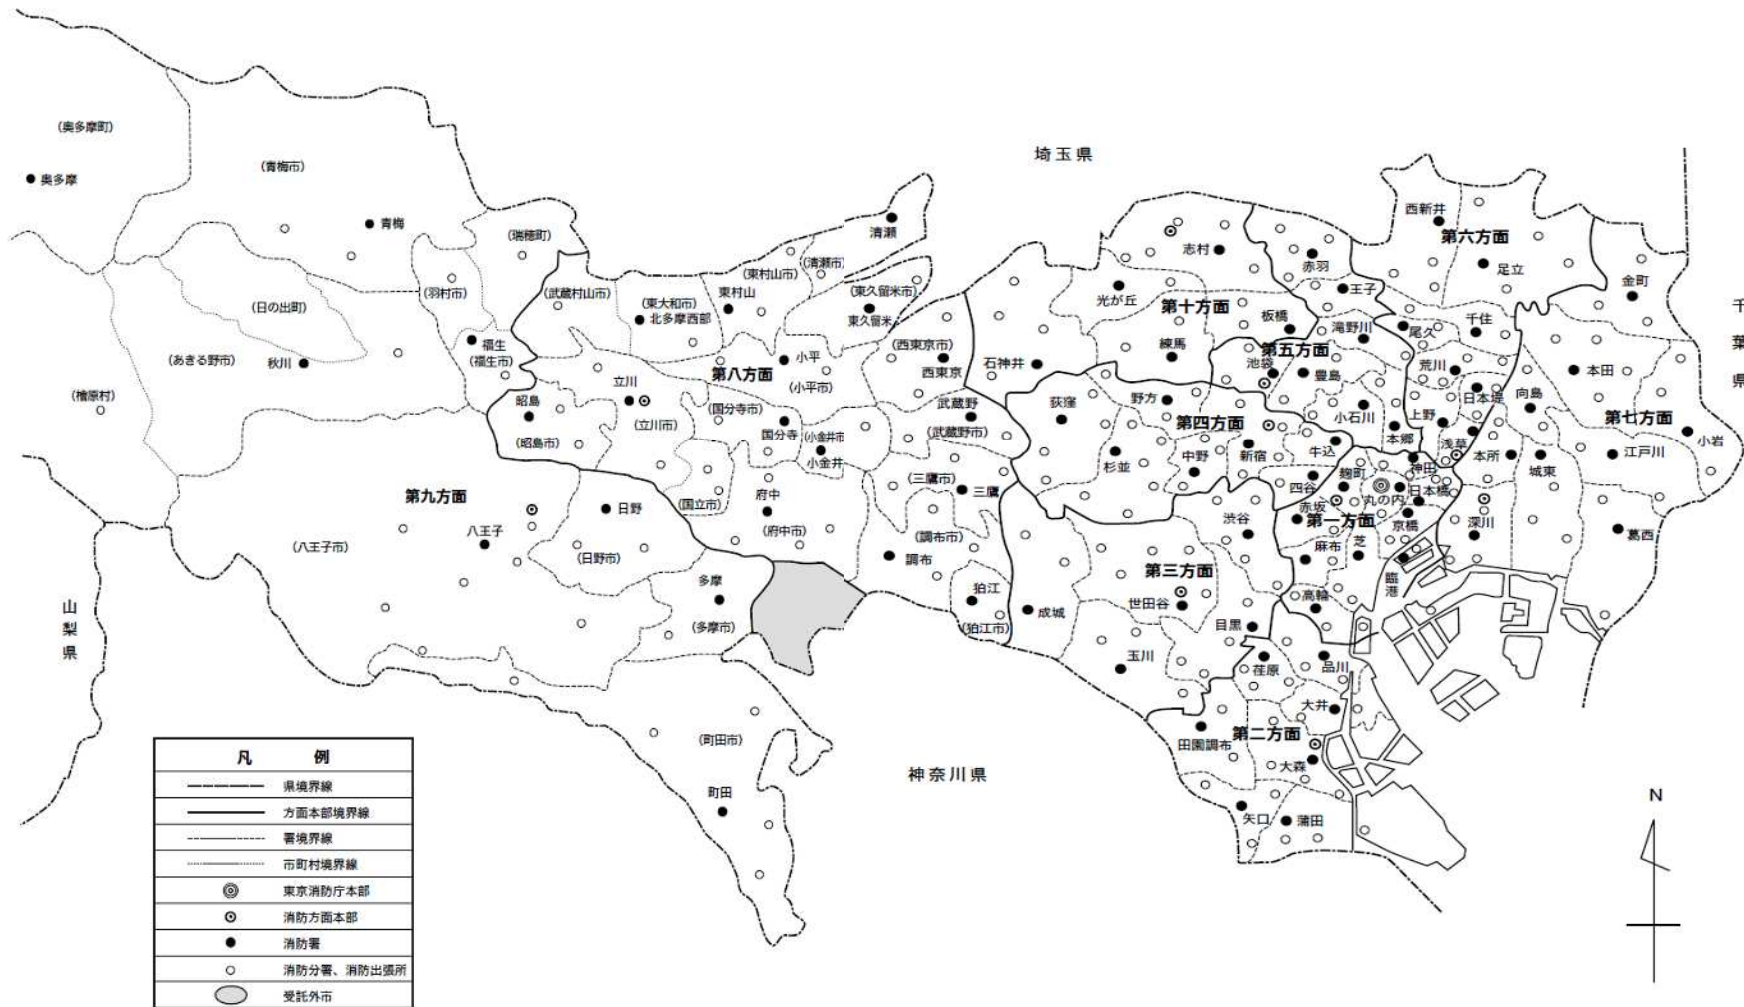 埼玉県
千葉県
山梨県
神奈川県
N
(奥多摩町)
奥多摩
(青梅市)
青梅
(瑞穂町)
(羽村市)
(日の出町)
(あきる野市)
秋川
(檜原村)
福生
(福生市)
第九方面
(八王子市)
八王子
日野
(日野市)
多摩
(多摩市)
(町田市)
町田
(武蔵村山市)
(東大和市)
北多摩西部
(東村山市)
東村山
清瀬
(清瀬市)
(東久留米市)
東久留米
昭島
(昭島市)
立川
(立川市)
第八方面
小平
(小平市)
(国分寺市)
国分寺
(小金井市
小金井
(国立市)
府中
(府中市)
(西東京市)
西東京
武蔵野
(武蔵野市)
(三鷹市)
三鷹
(調布市)
調布
狛江
(狛江市)
志村
光が丘
第十方面
板橋
練馬
石神井
赤羽
王子
滝野川
第五方面
池袋
豊島
小石川
本郷
西新井
第六方面
足立
千住
尾久
荒川
日本堤
上野
浅草
金町
本田
向島
第七方面
小岩
江戸川
本所
城東
深川
葛西
荻窪
野方
第四方面
杉並
中野
新宿
牛込
四谷
麹町
神田
丸の内
日本橋
赤坂
第一方面
京橋
麻布
芝
臨港
高輪
渋谷
第三方面
世田谷
目黒
成城
玉川
荏原
品川
大井
第二方面
田園調布
大森
矢口
蒲田
凡 例
県境界線
方面本部境界線
署境界線
市町村境界線
東京消防庁本部
消防方面本部
消防署
消防分署、消防出張所
受託外市